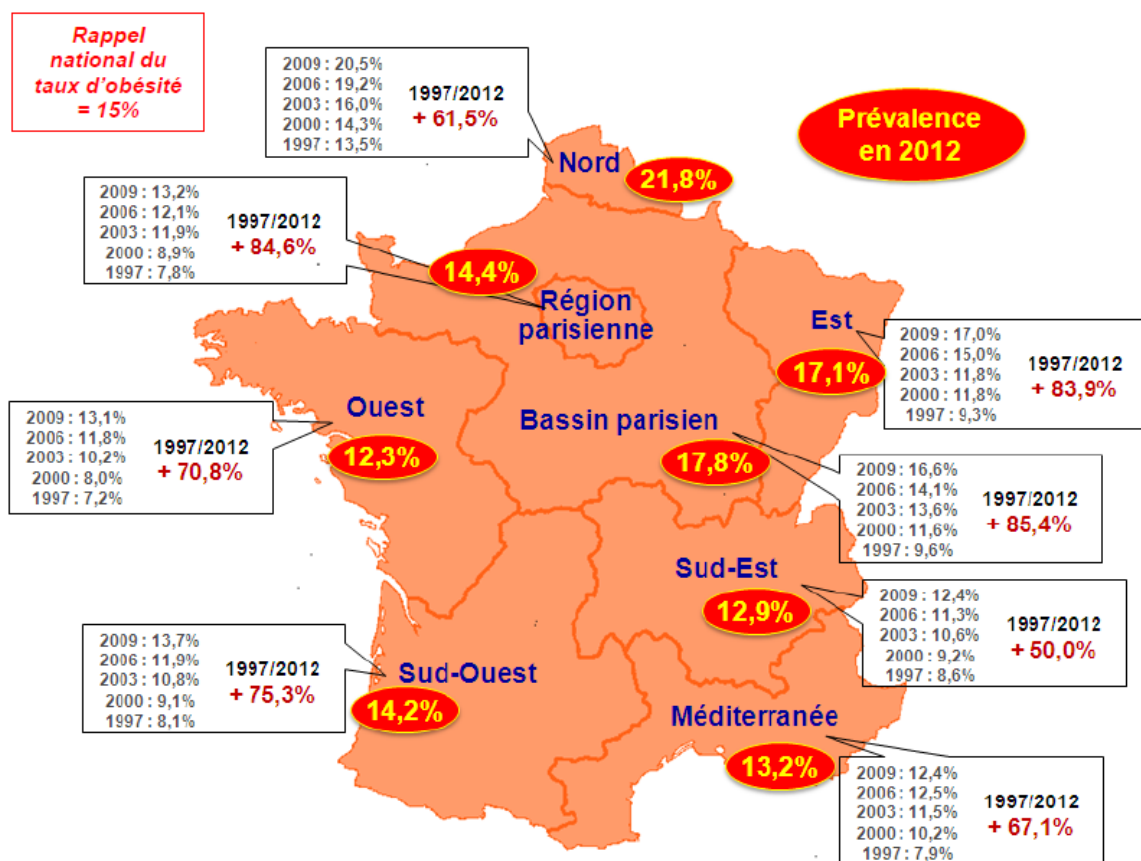 Rappel
national du
taux d'obésité
= 15%
2009 : 20,5%
2006 : 19,2%
2003 : 16,0%
2000 : 14,3%
1997 : 13,5%
1997/2012
+ 61,5%
Nord
21,8%
Prévalence
en 2012
2009 : 13,2%
2006 : 12,1%
2003 : 11,9%
2000 : 8,9%
1997 : 7,8%
1997/2012
+ 84,6%
14,4%
Région
parisienne
Est
17,1%
2009 : 17,0%
2006 : 15,0%
2003 : 11,8%
2000 : 11,8%
1997 : 9,3%
1997/2012
+ 83,9%
2009 : 13,1%
2006 : 11,8%
2003 : 10,2%
2000 : 8,0%
1997 : 7,2%
1997/2012
+ 70,8%
Ouest
12,3%
Bassin parisien
17,8%
2009 : 16,6%
2006 : 14,1%
2003 : 13,6%
2000 : 11,6%
1997 : 9,6%
1997/2012
+ 85,4%
Sud-Est
12,9%
2009 : 12,4%
2006 : 11,3%
2003 : 10,6%
2000 : 9,2%
1997 : 8,6%
1997/2012
+ 50,0%
2009 : 13,7%
2006 : 11,9%
2003 : 10,8%
2000 : 9,1%
1997 : 8,1%
1997/2012
+ 75,3%
Sud-Ouest
14,2%
Méditerranée
13,2%
2009 : 12,4%
2006 : 12,5%
2003 : 11,5%
2000 : 10,2%
1997 : 7,9%
1997/2012
+ 67,1%